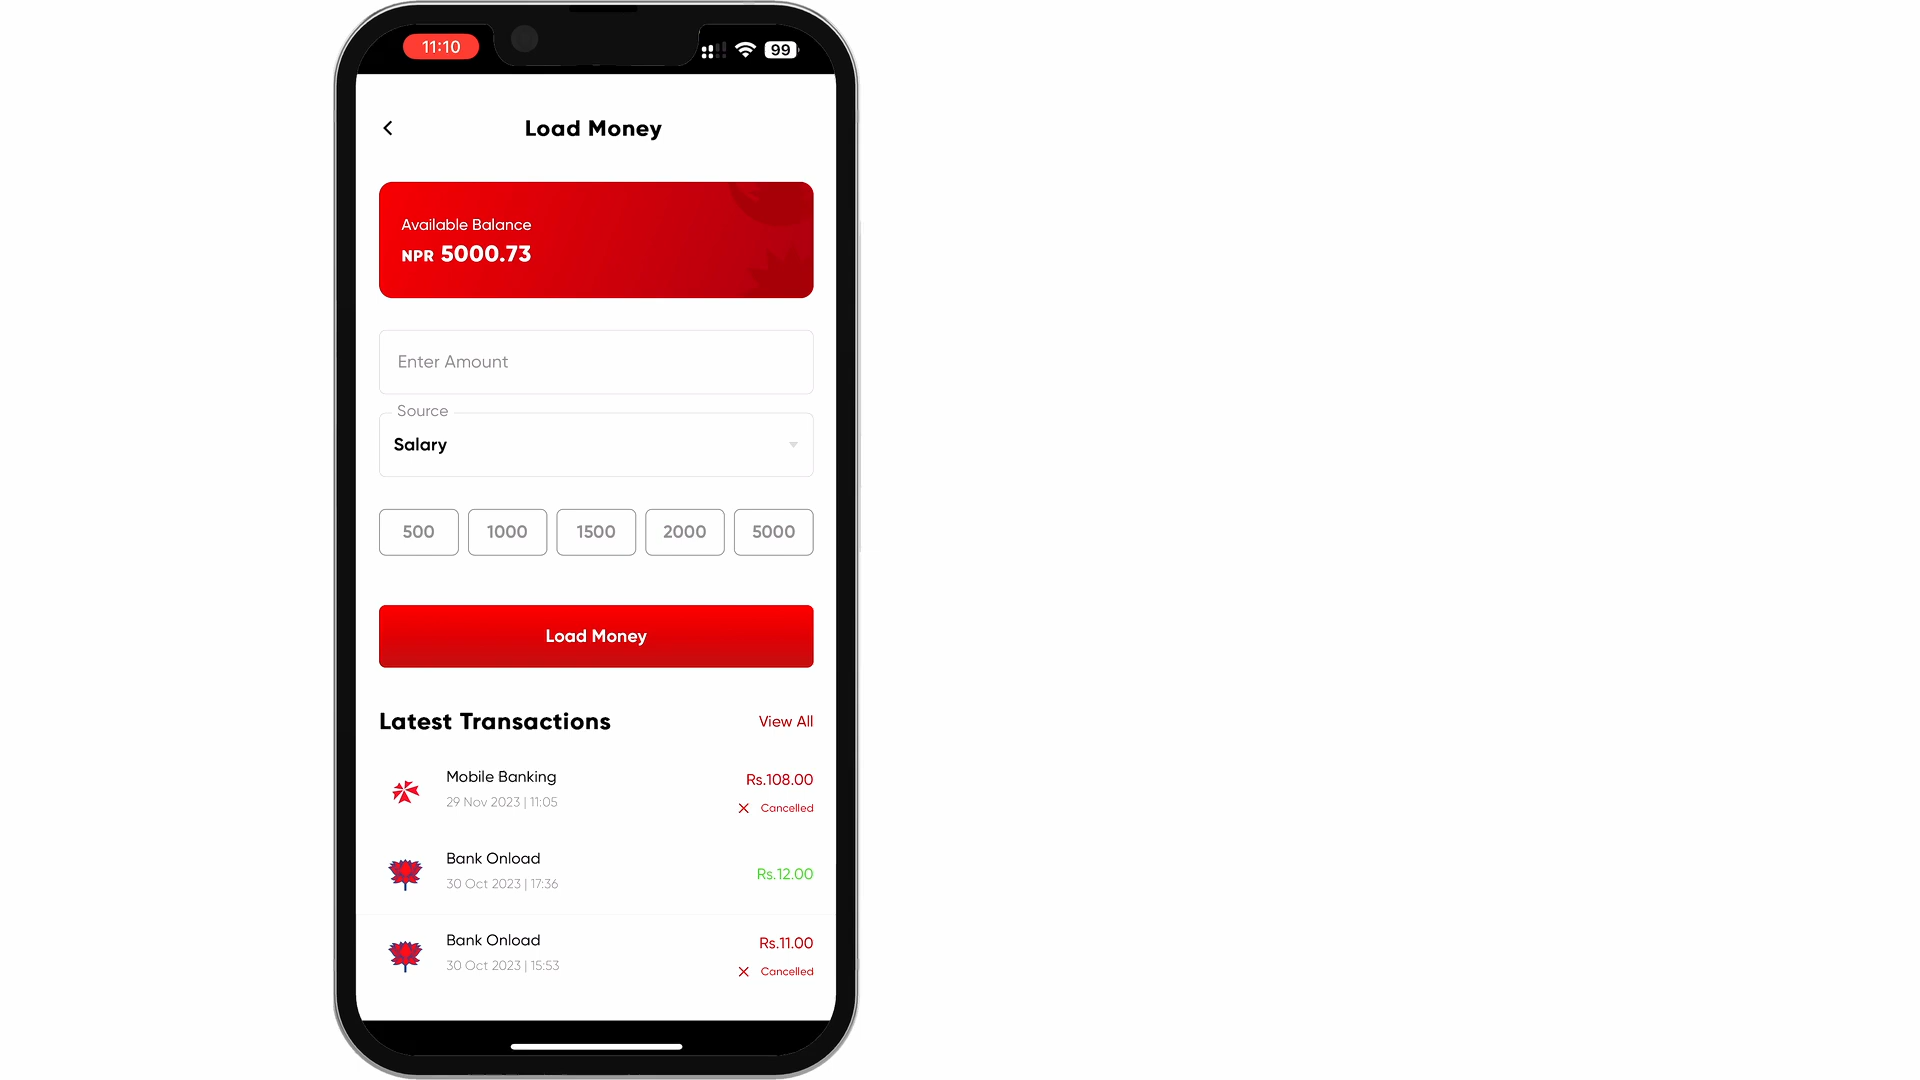 11:10
99
Load Money
Available Balance
NPR 5000.73
Enter Amount
Source
Salary
500 1000 1500 2000 5000
Load Money
Latest Transactions View All
Mobile Banking Rs.108.00
29 Nov 2023 | 11:05 Cancelled
Bank Onload Rs.12.00
30 Oct 2023 | 17:36
Bank Onload Rs.11.00
30 Oct 2023 | 15:53 Cancelled